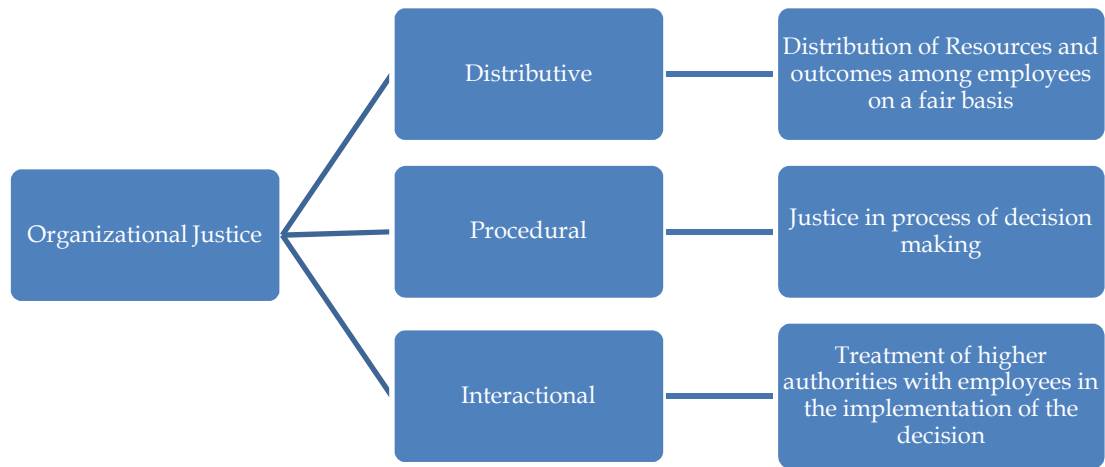 Organizational Justice
Distributive
Distribution of Resources and
outcomes among employees
on a fair basis
Procedural
Justice in process of decision
making
Interactional
Treatment of higher
authorities with employees in
the implementation of the
decision